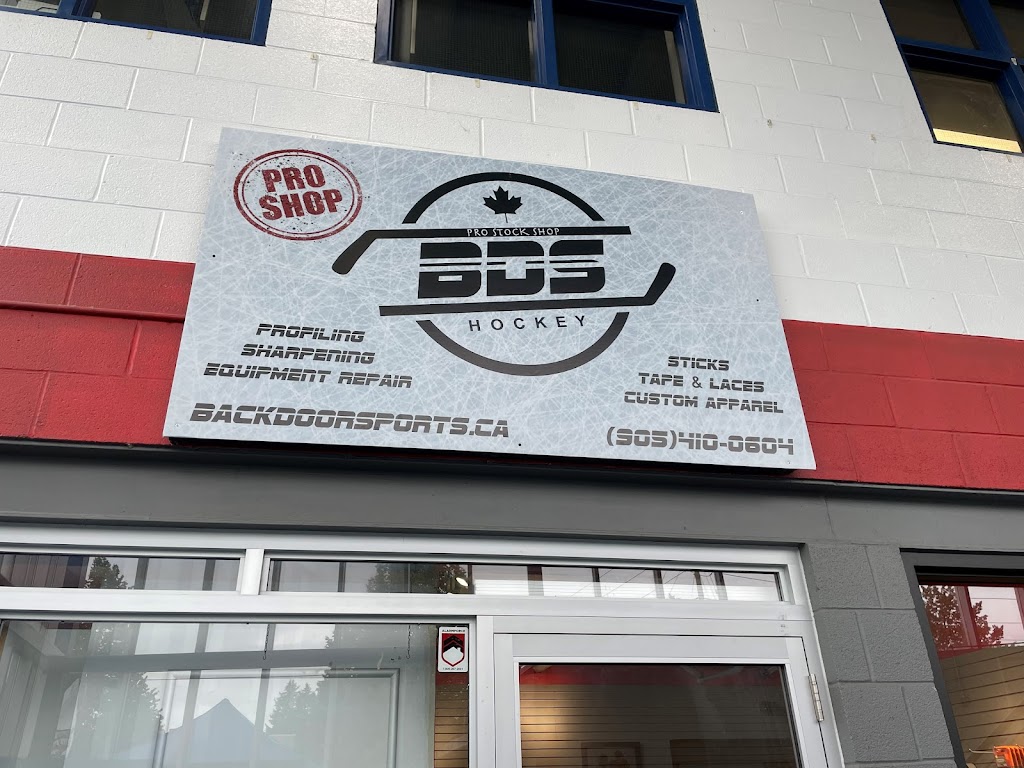 PRO
SHOP
PRO STOCK SHOP
BDS
HOCKEY
PROFILING
SHARPENING
EQUIPMENT REPAIR
BACKDOORSPORTS.CA
STICKS
TAPE & LACES
CUSTOM APPAREL
(905)410-0604